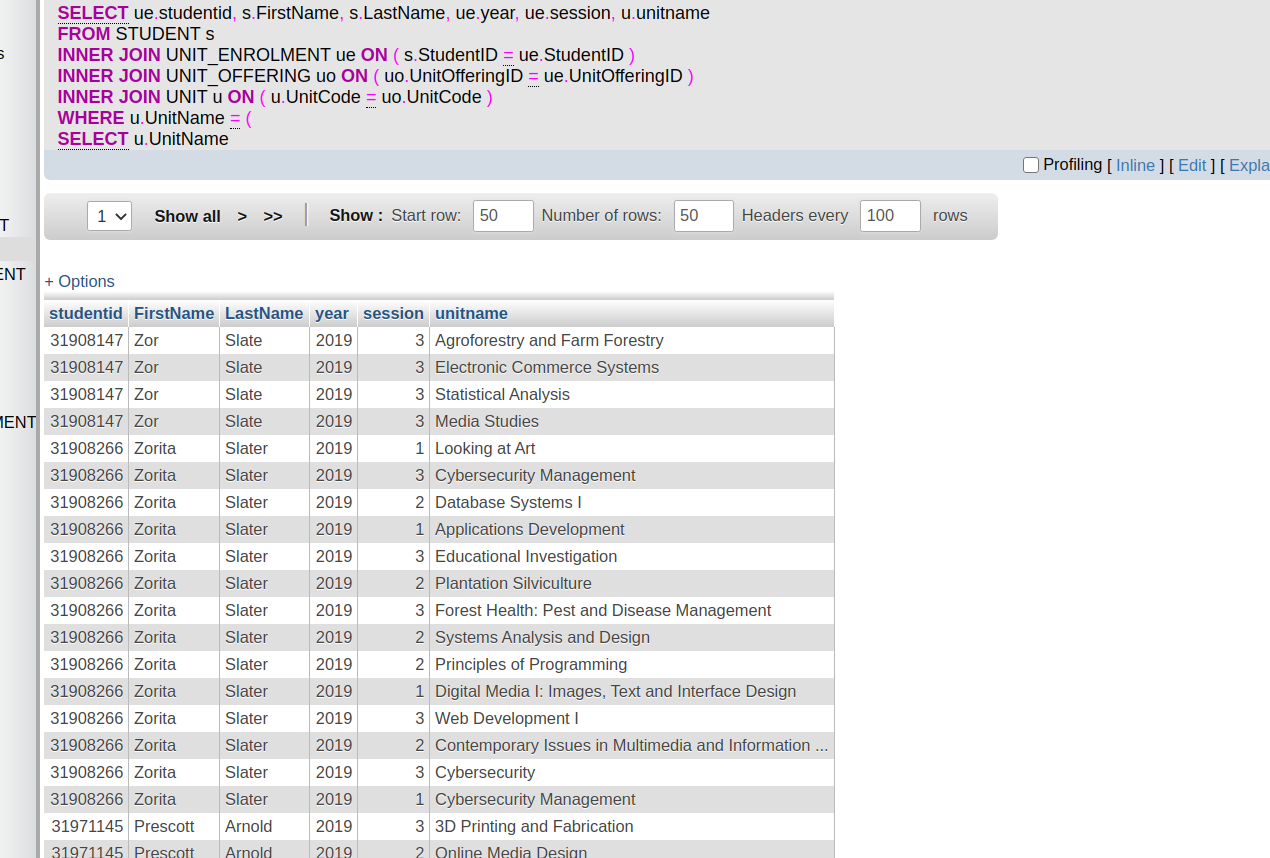 SELECT ue.studentid, s.FirstName, s.LastName, ue.year, ue.session, u.unitname
FROM STUDENT s
INNER JOIN UNIT_ENROLMENT ue ON ( s.StudentID = ue.StudentID )
INNER JOIN UNIT_OFFERING uo ON ( uo.UnitOfferingID = ue.UnitOfferingID )
INNER JOIN UNIT u ON ( u.UnitCode = uo.UnitCode )
WHERE u.UnitName = (
SELECT u.UnitName
s
T
ENT
MENT
Profiling [ Inline ] [ Edit ] [ Expla
1 Show all > >> Show : Start row: 50 Number of rows: 50 Headers every 100 rows
+ Options
studentid FirstName LastName year session unitname
31908147 Zor Slate 2019 3 Agroforestry and Farm Forestry
31908147 Zor Slate 2019 3 Electronic Commerce Systems
31908147 Zor Slate 2019 3 Statistical Analysis
31908147 Zor Slate 2019 3 Media Studies
31908266 Zorita Slater 2019 1 Looking at Art
31908266 Zorita Slater 2019 3 Cybersecurity Management
31908266 Zorita Slater 2019 2 Database Systems I
31908266 Zorita Slater 2019 1 Applications Development
31908266 Zorita Slater 2019 3 Educational Investigation
31908266 Zorita Slater 2019 2 Plantation Silviculture
31908266 Zorita Slater 2019 3 Forest Health: Pest and Disease Management
31908266 Zorita Slater 2019 2 Systems Analysis and Design
31908266 Zorita Slater 2019 2 Principles of Programming
31908266 Zorita Slater 2019 1 Digital Media I: Images, Text and Interface Design
31908266 Zorita Slater 2019 3 Web Development I
31908266 Zorita Slater 2019 2 Contemporary Issues in Multimedia and Information ...
31908266 Zorita Slater 2019 3 Cybersecurity
31908266 Zorita Slater 2019 1 Cybersecurity Management
31971145 Prescott Arnold 2019 3 3D Printing and Fabrication
31971145 Prescott Arnold 2019 2 Online Media Design